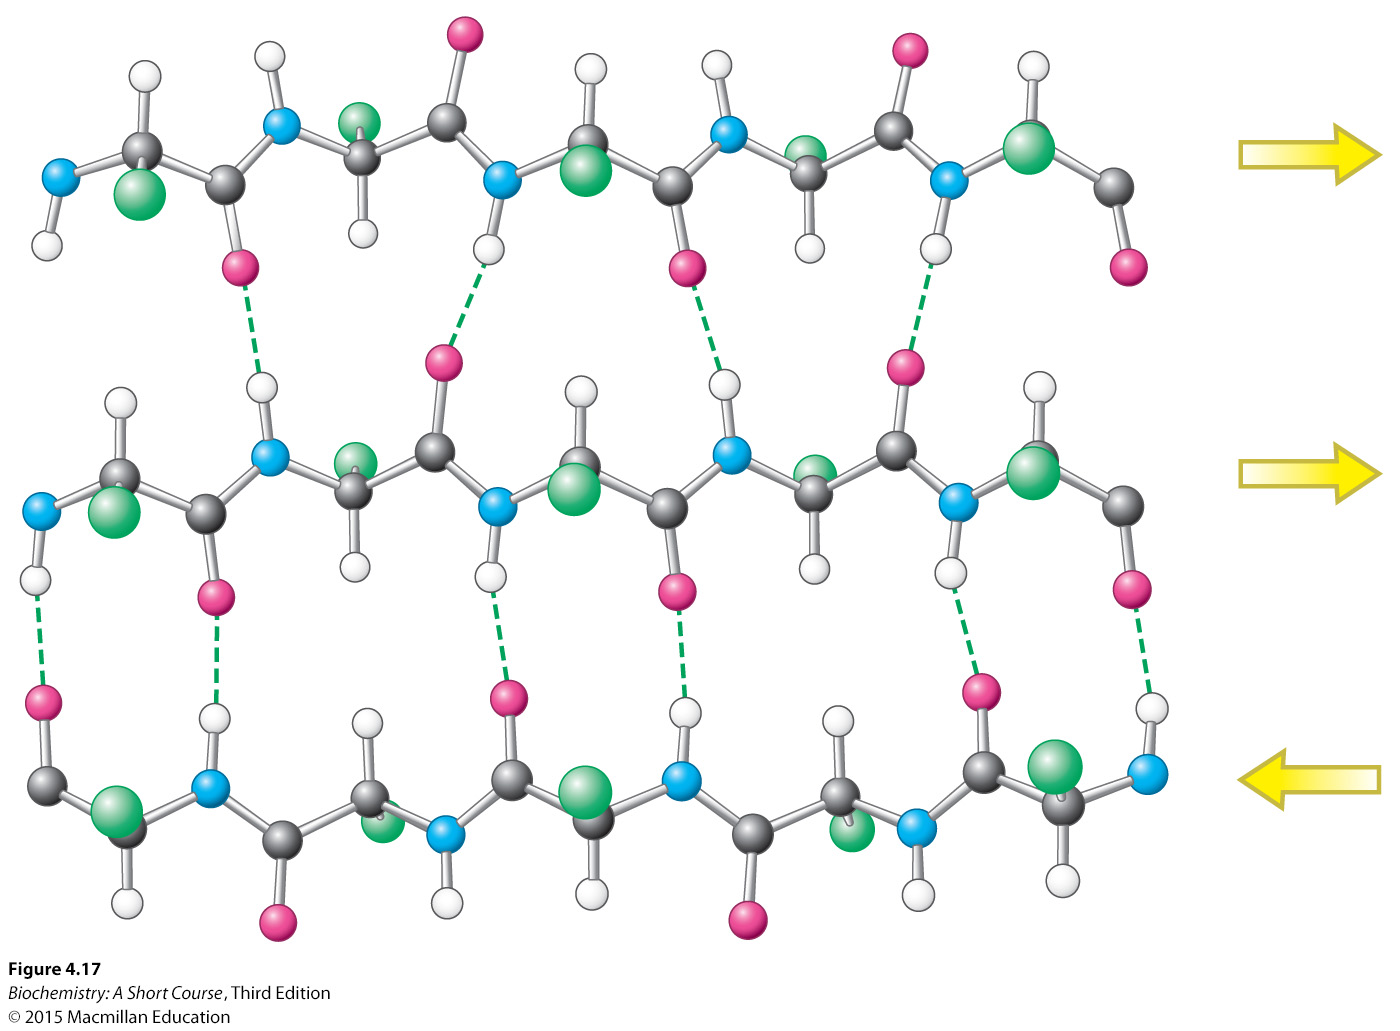 Figure 4.17
Biochemistry: A Short Course, Third Edition
© 2015 Macmillan Education